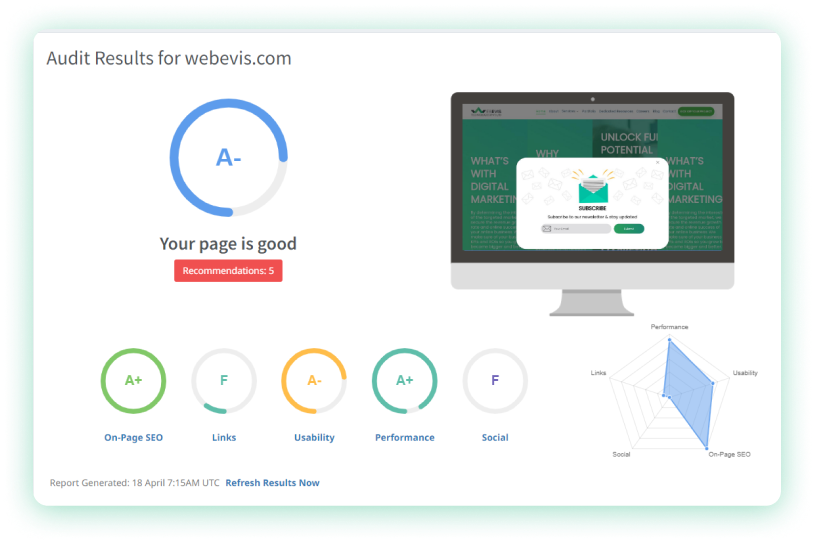 Audit Results for webevis.com
A-
Your page is good
Recommendations: 5
UNLOCK FUL
POTENTIAL
WHAT'S
WITH
DIGITAL
MARKETIN
WHY
WHAT'S
WITH
DIGITAL
MARKETING
SUBSCRIBE
Subscribe to our newsletter & stay updated
A+
F
A-
A+
F
On-Page SEO
Links
Usability
Performance
Social
Performance
Links
Usability
Social
On-Page SEO
Report Generated: 18 April 7:15AM UTC Refresh Results Now